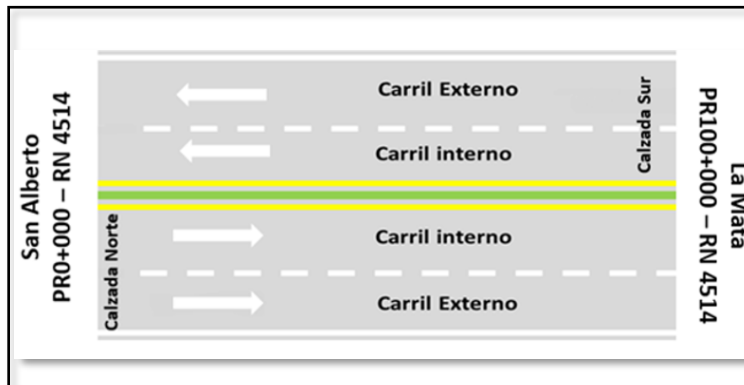 San Alberto
PR0+000 – RN 4514
Carril Externo
Carril interno
Calzada Sur
Calzada Norte
Carril interno
Carril Externo
PR100+000 – RN 4514
La Mata